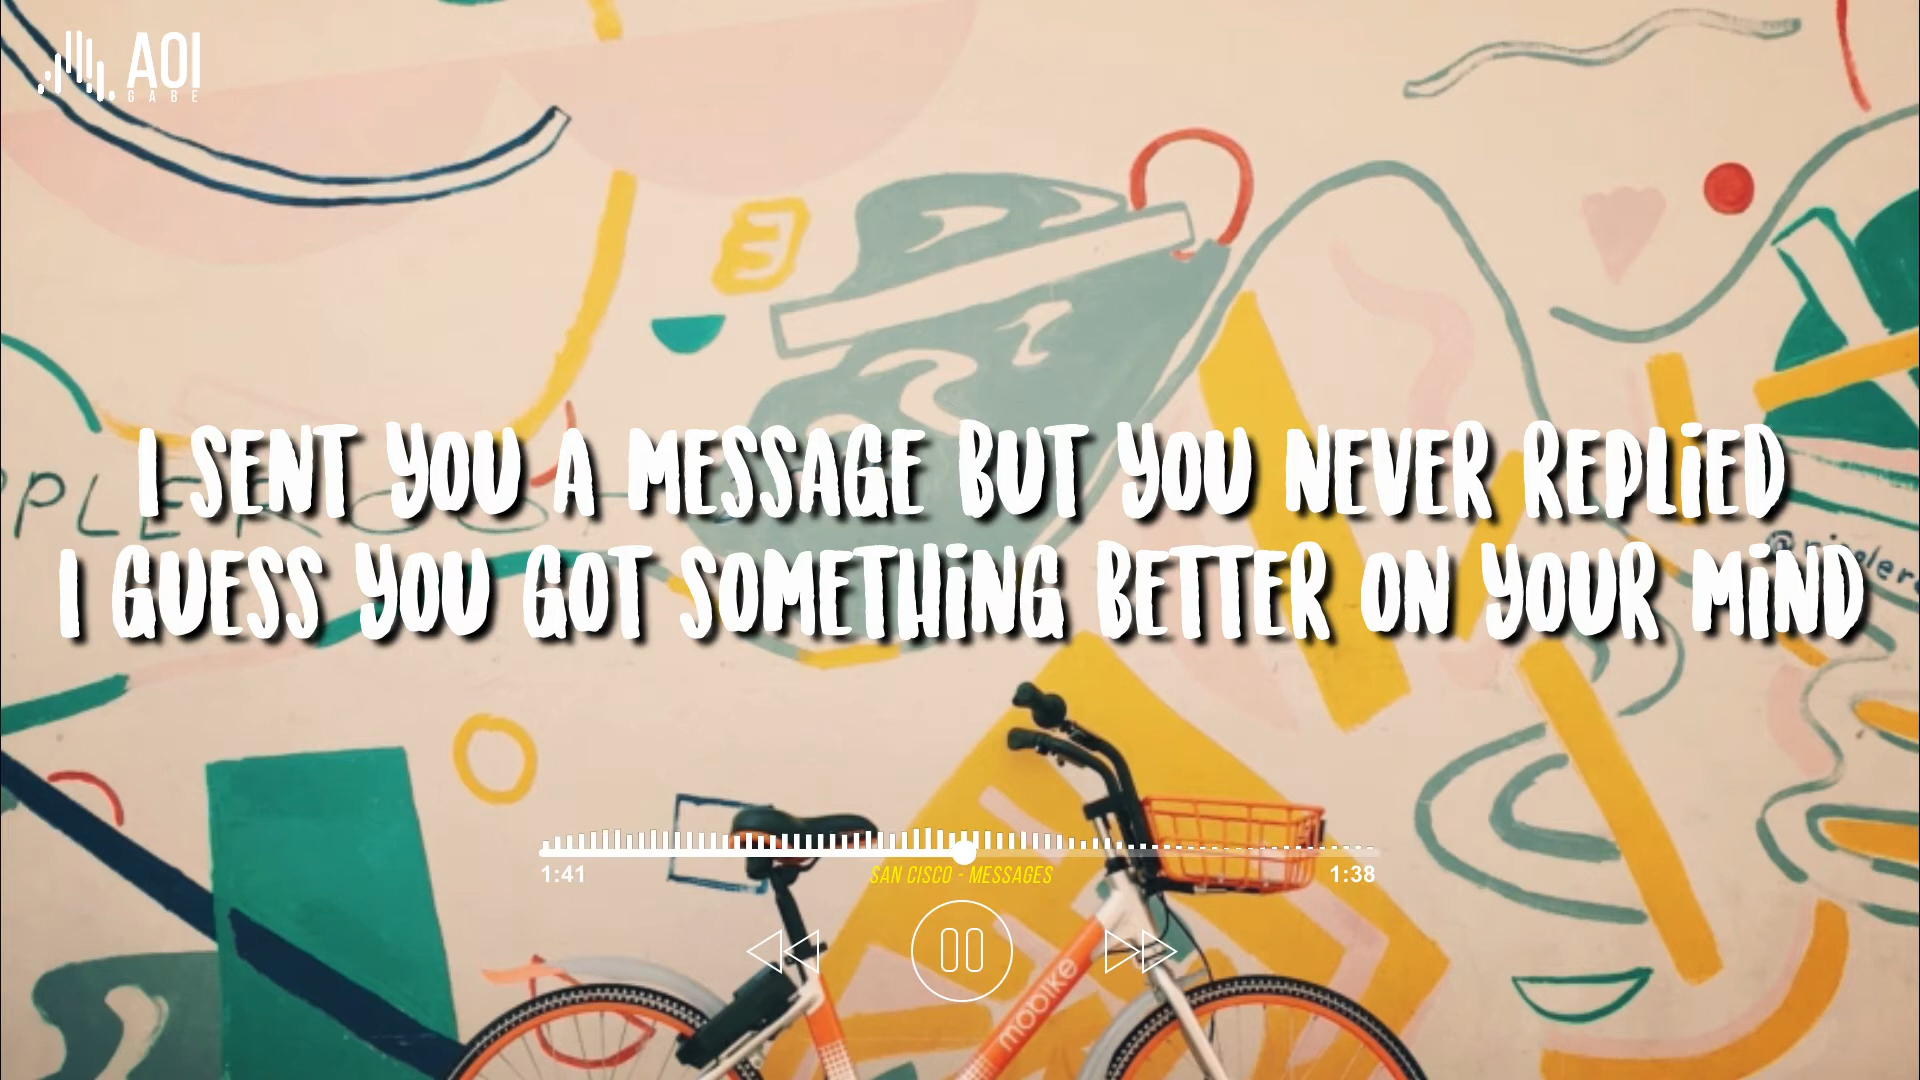 AOI
GABE
I SENT YOU A MESSAGE BUT YOU NEVER REPLIED
I GUESS YOU GOT SOMETHING BETTER ON YOUR MIND
1:41
SAN CISCO - MESSAGES
1:38
mobike